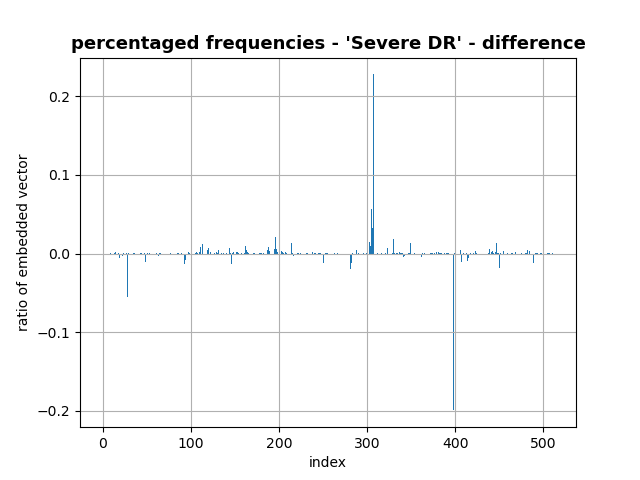 percentaged frequencies - 'Severe DR' - difference
ratio of embedded vector
0.2
0.1
0.0
−0.1
−0.2
0 100 200 300 400 500
index